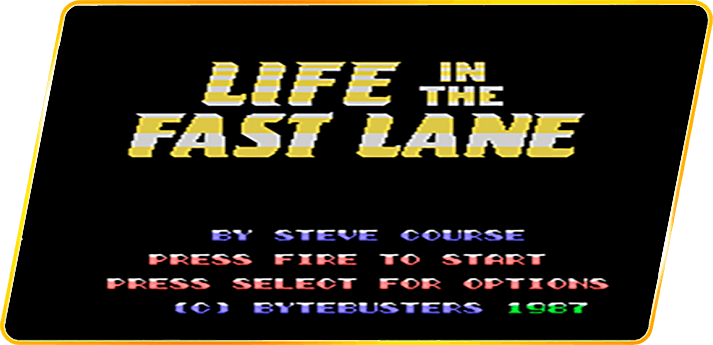 LIFE IN THE
FAST LANE
BY STEVE COURSE
PRESS FIRE TO START
PRESS SELECT FOR OPTIONS
(C) BYTEBUSTERS 1987